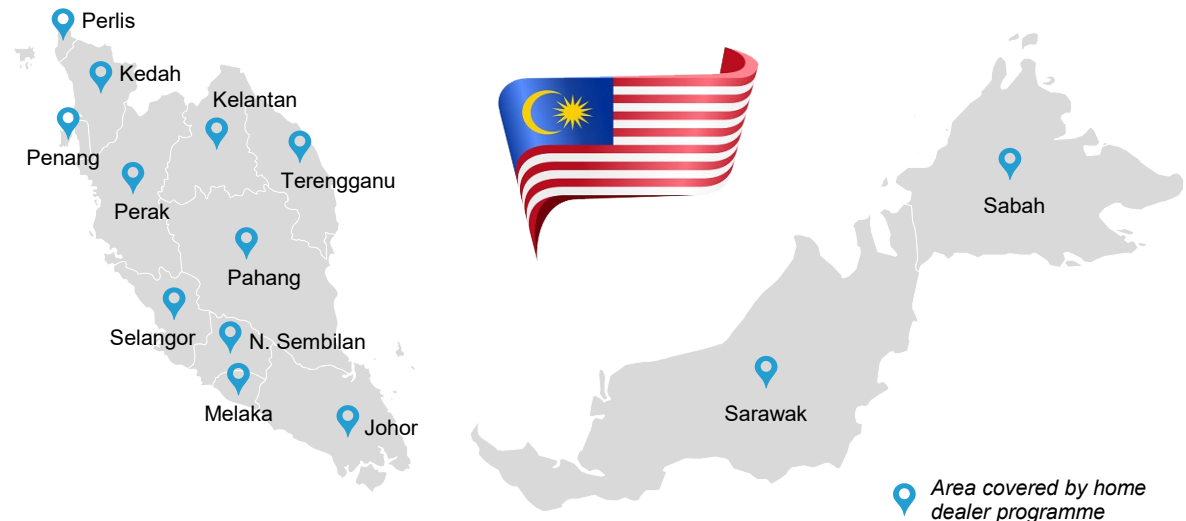 Perlis
Kedah
Kelantan
Penang
Terengganu
Perak
Sabah
Pahang
Selangor
N. Sembilan
Melaka
Sarawak
Johor
Area covered by home
dealer programme